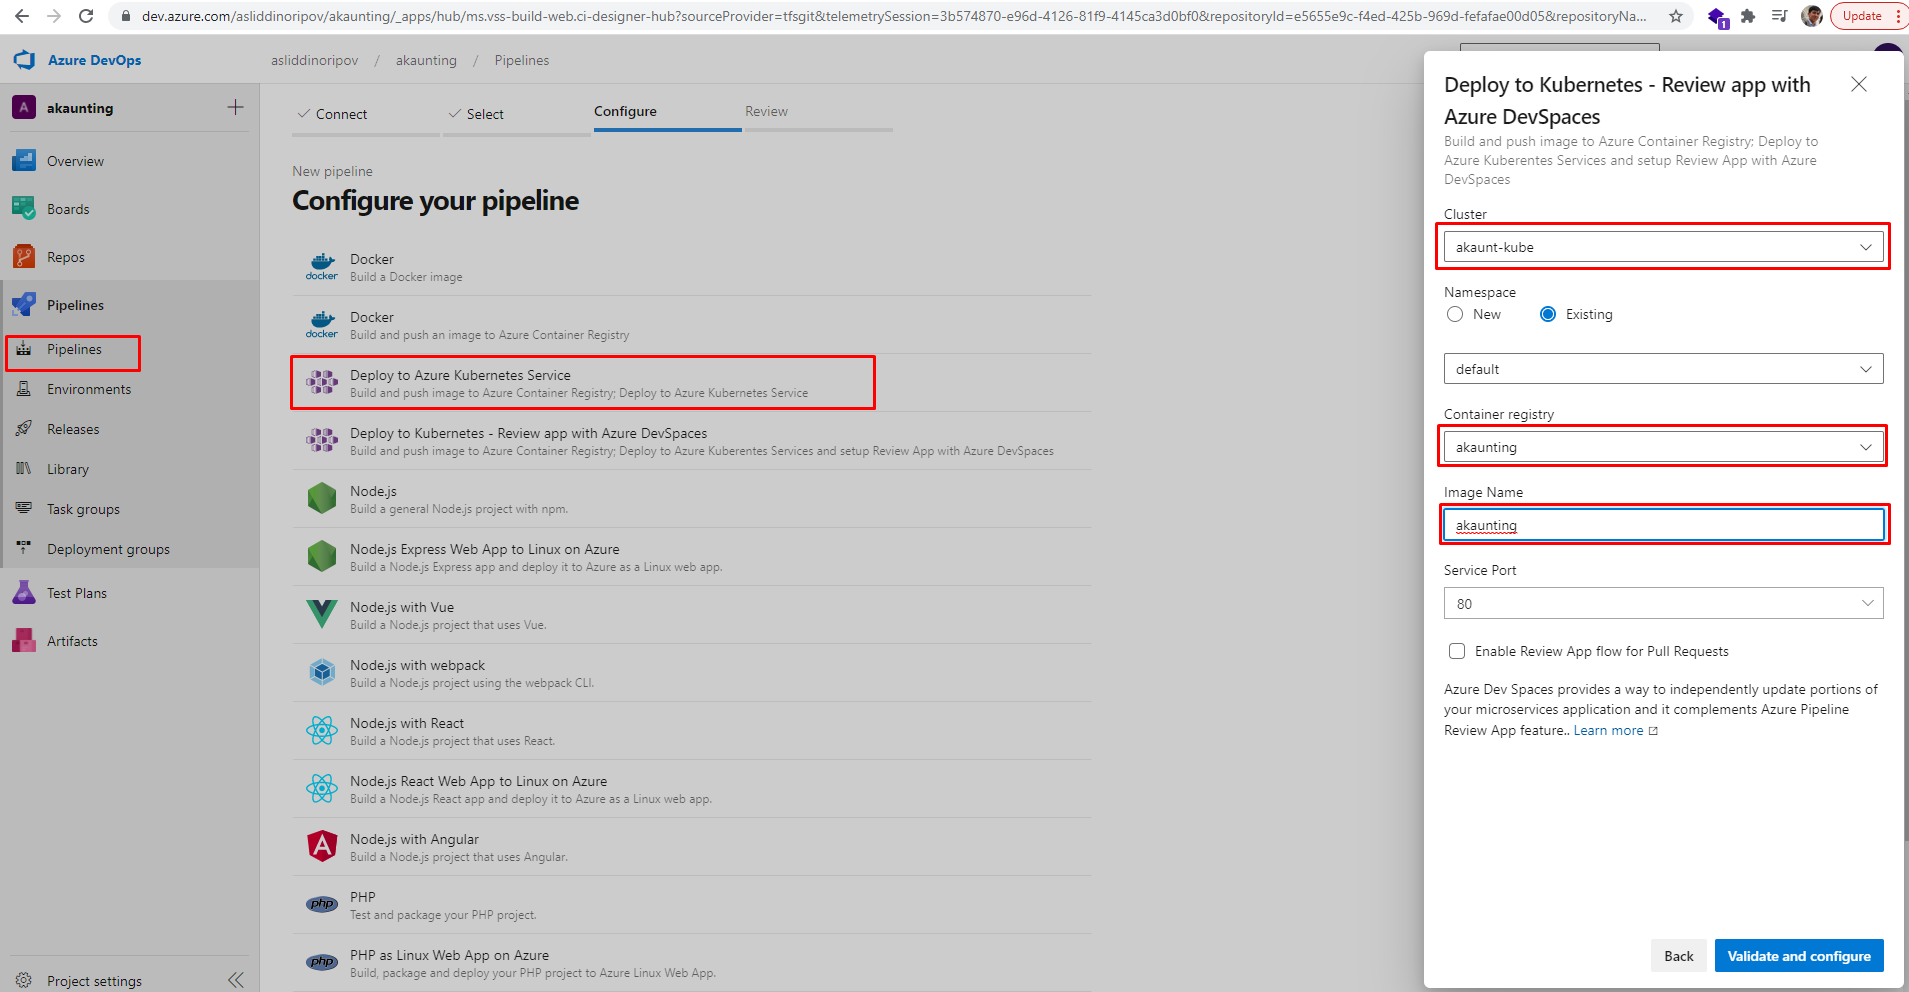 dev.azure.com/asliddinoripov/akaunting/_apps/hub/ms.vss-build-web.ci-designer-hub?sourceProvider=tfsgit&telemetrySession=3b574870-e96d-4126-81f9-4145ca3d0bf0&repositoryId=e5655e9c-f4ed-425b-969d-fefafae00d05&repositoryNa...
1
Update
Azure DevOps
asliddinoripov / akaunting / Pipelines
A akaunting
Overview
Boards
Repos
Pipelines
Pipelines
Environments
Releases
Library
Task groups
Deployment groups
Test Plans
Artifacts
Project settings
Connect
Select
Configure
Review
New pipeline
Configure your pipeline
docker
Docker
Build a Docker image
docker
Docker
Build and push an image to Azure Container Registry
Deploy to Azure Kubernetes Service
Build and push image to Azure Container Registry; Deploy to Azure Kubernetes Service
Deploy to Kubernetes - Review app with Azure DevSpaces
Build and push image to Azure Container Registry; Deploy to Azure Kuberentes Services and setup Review App with Azure DevSpaces
Node.js
Build a general Node.js project with npm.
Node.js Express Web App to Linux on Azure
Build a Node.js Express app and deploy it to Azure as a Linux web app.
Node.js with Vue
Build a Node.js project that uses Vue.
Node.js with webpack
Build a Node.js project using the webpack CLI.
Node.js with React
Build a Node.js project that uses React.
Node.js React Web App to Linux on Azure
Build a Node.js React app and deploy it to Azure as a Linux web app.
A
Node.js with Angular
Build a Node.js project that uses Angular.
php
PHP
Test and package your PHP project.
php
PHP as Linux Web App on Azure
Build, package and deploy your PHP project to Azure Linux Web App.
Deploy to Kubernetes - Review app with
Azure DevSpaces
Build and push image to Azure Container Registry; Deploy to
Azure Kuberentes Services and setup Review App with Azure
DevSpaces
Cluster
akaunt-kube
Namespace
New
Existing
default
Container registry
akaunting
Image Name
akaunting
Service Port
80
Enable Review App flow for Pull Requests
Azure Dev Spaces provides a way to independently update portions of
your microservices application and it complements Azure Pipeline
Review App feature.. Learn more
Back
Validate and configure